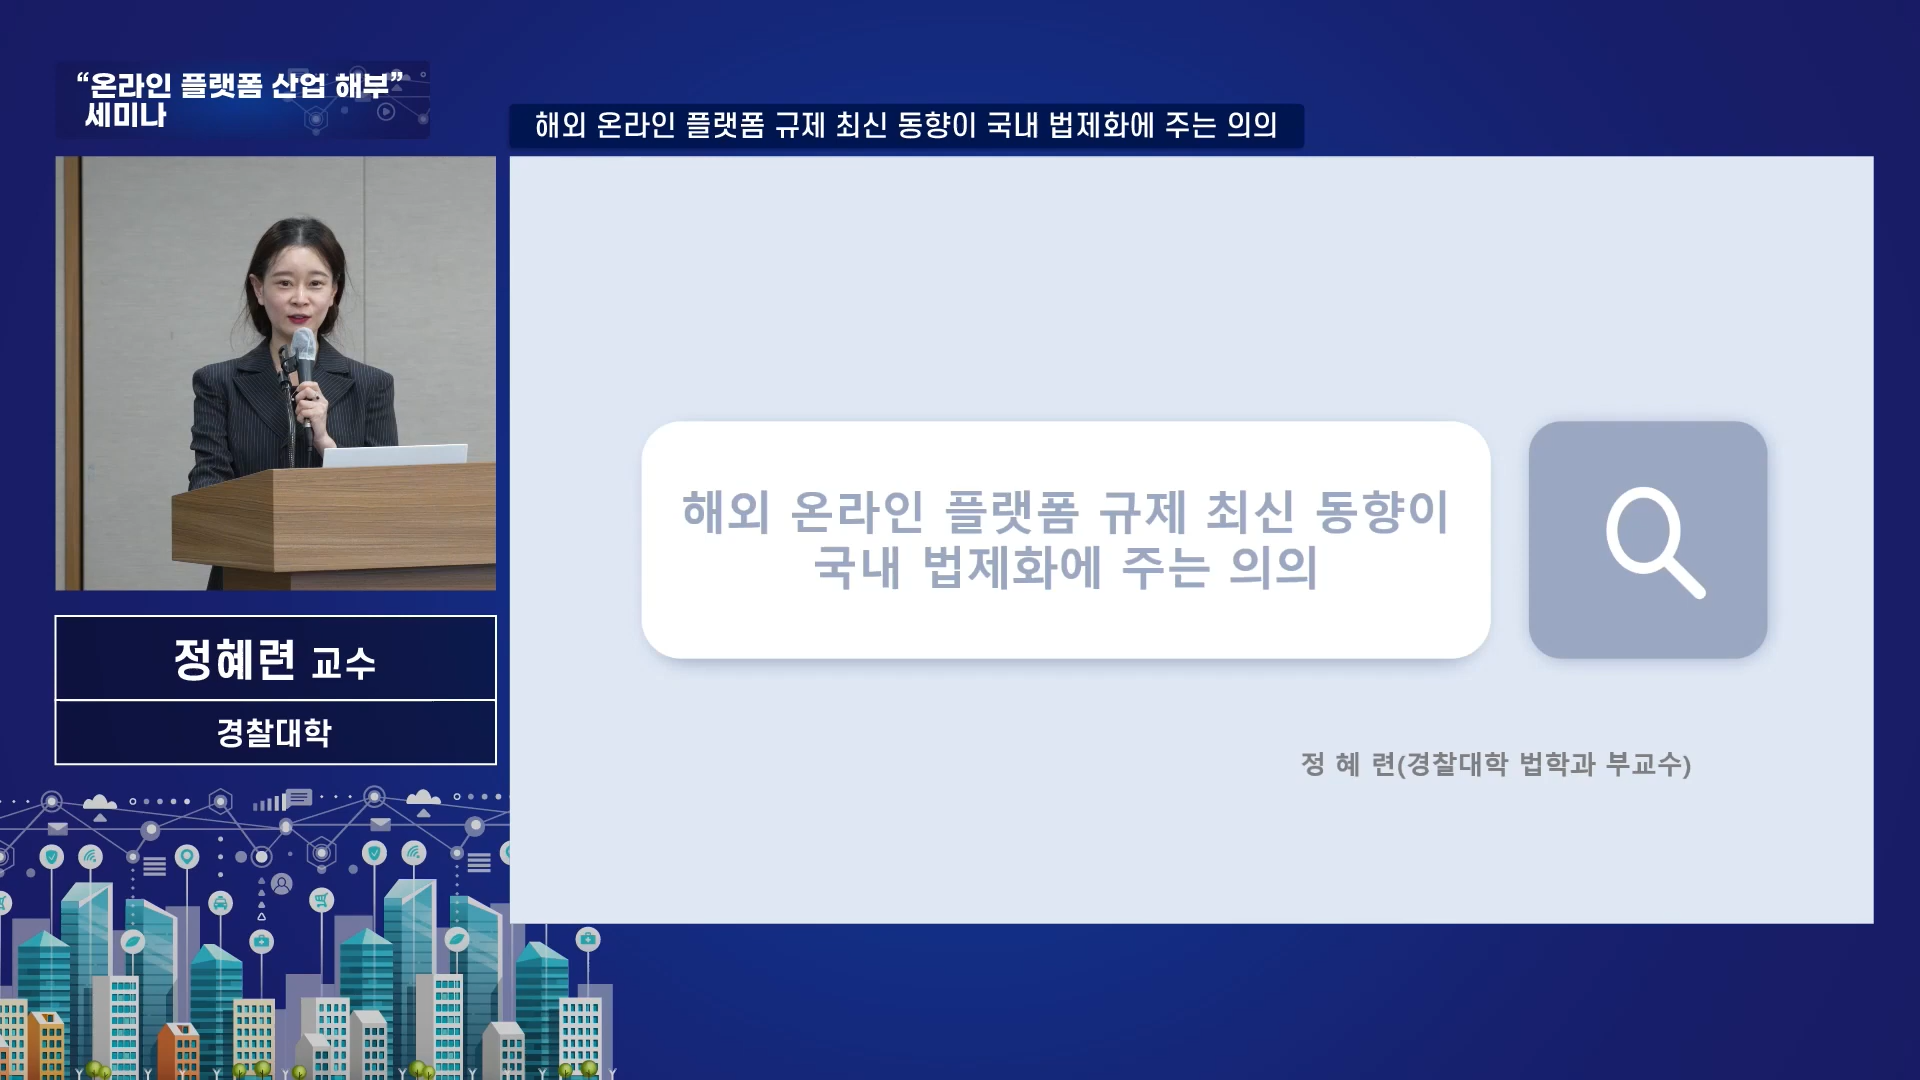 “온라인 플랫폼 산업 해부”
세미나
해외 온라인 플랫폼 규제 최신 동향이 국내 법제화에 주는 의의
해외 온라인 플랫폼 규제 최신 동향이
국내 법제화에 주는 의의
정 혜 련(경찰대학 법학과 부교수)
정혜련 교수
경찰대학